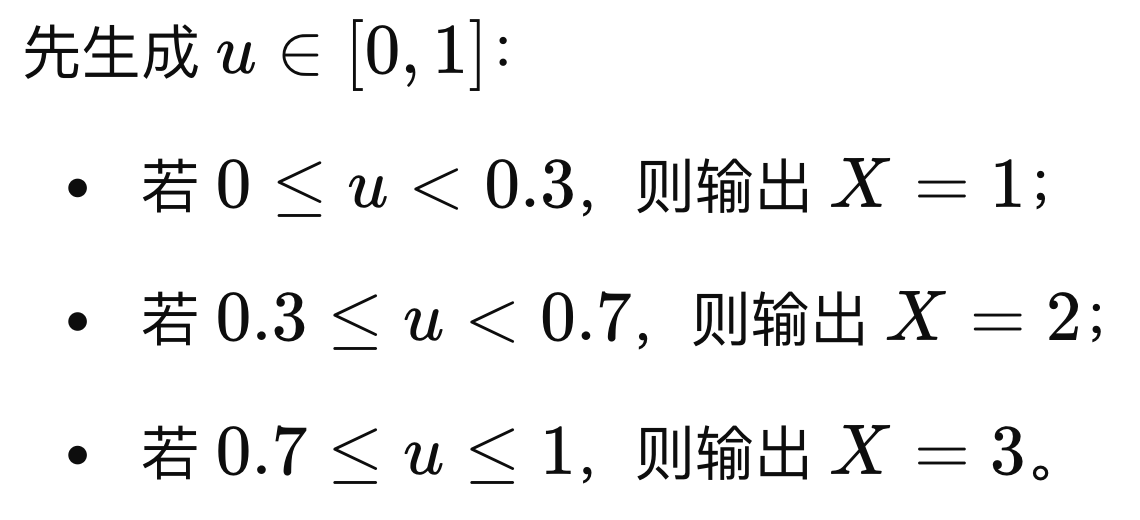 先生成 u ∈ [0, 1]：
• 若 0 ≤ u < 0.3，则输出 X = 1；
• 若 0.3 ≤ u < 0.7，则输出 X = 2；
• 若 0.7 ≤ u ≤ 1，则输出 X = 3。